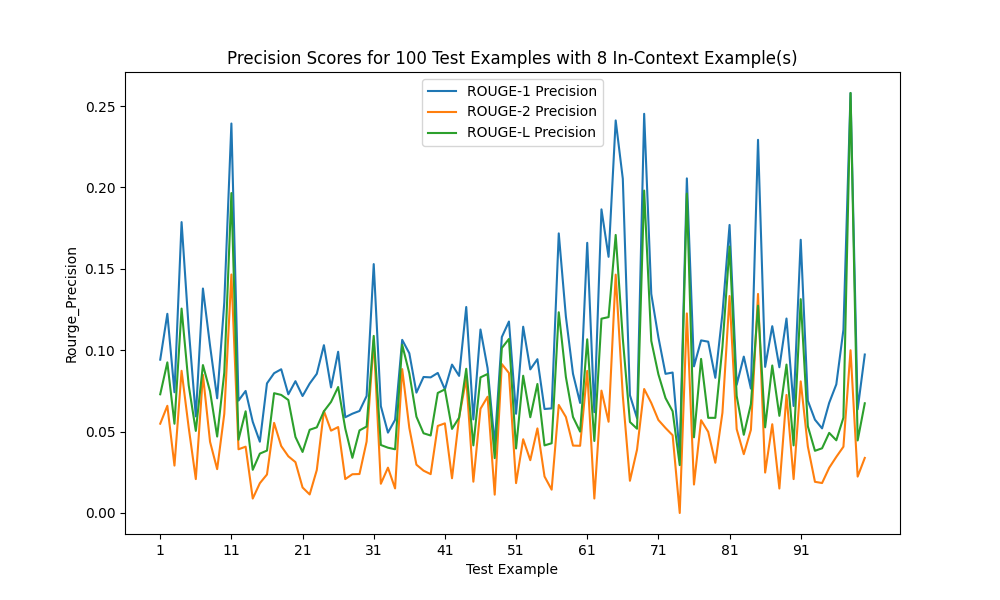 Precision Scores for 100 Test Examples with 8 In-Context Example(s)
ROUGE-1 Precision
ROUGE-2 Precision
ROUGE-L Precision
Rourge_Precision
0.25
0.20
0.15
0.10
0.05
0.00
1 11 21 31 41 51 61 71 81 91
Test Example